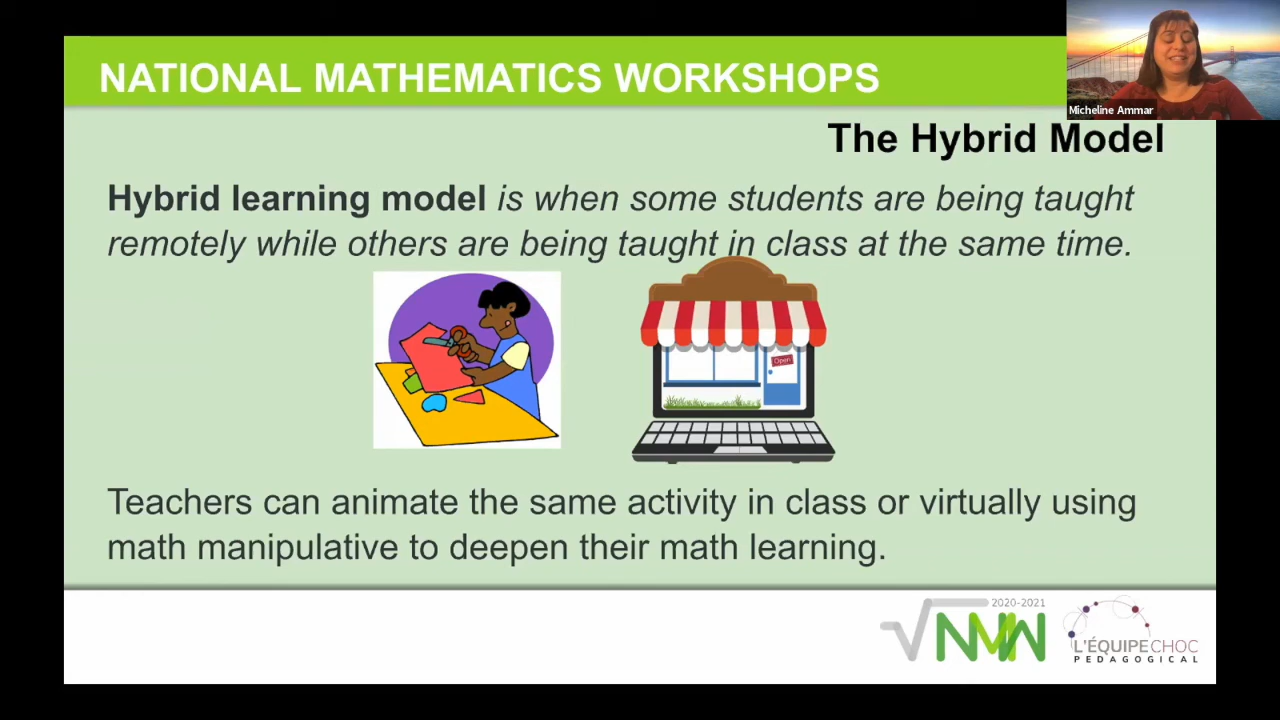 NATIONAL MATHEMATICS WORKSHOPS
Micheline Ammar
The Hybrid Model
Hybrid learning model is when some students are being taught
remotely while others are being taught in class at the same time.
Open
Teachers can animate the same activity in class or virtually using
math manipulative to deepen their math learning.
2020-2021
√NMW
L'ÉQUIPECHOC
PEDAGOGICAL